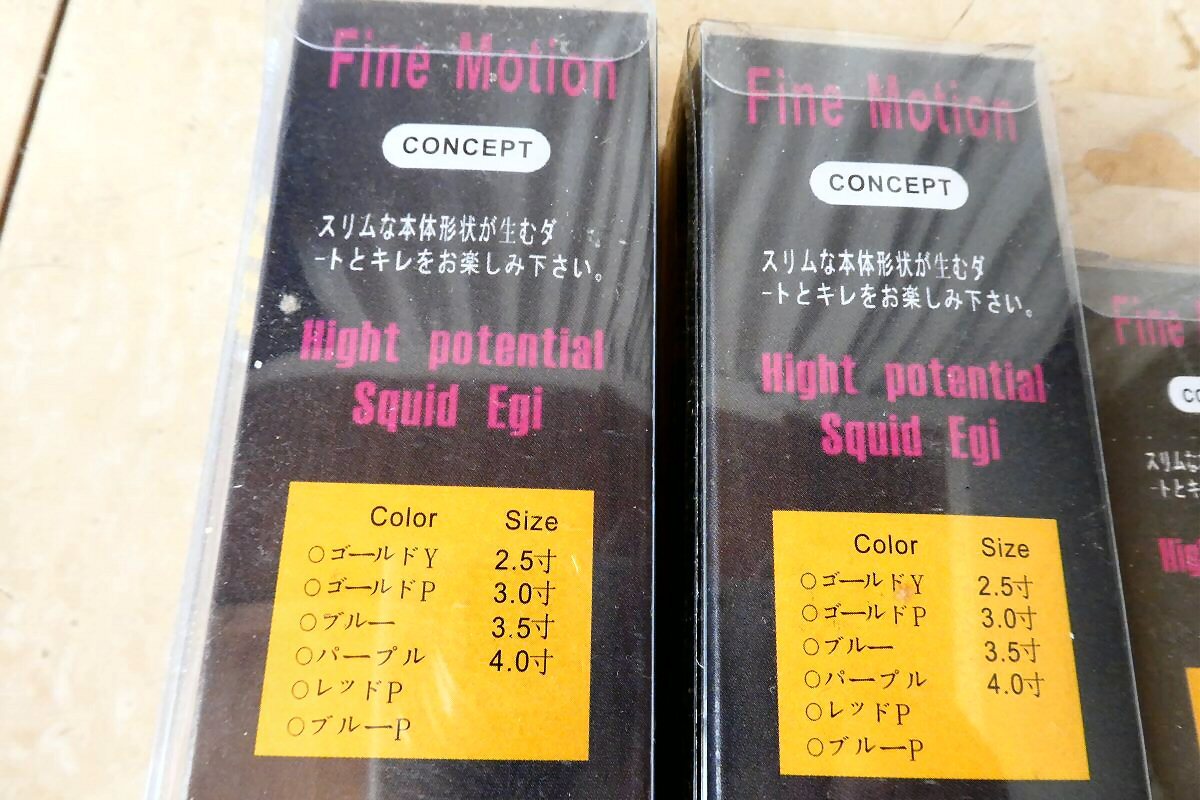 Fine Motion
CONCEPT
スリムな本体形状が生むダ
ートとキレをお楽しみ下さい。
Hight potential
Squid Egi
Color Size
○ゴールドY 2.5寸
○ゴールドP 3.0寸
○ブルー 3.5寸
○パープル 4.0寸
○レッドP
○ブルーP
Fine Motion
CONCEPT
スリムな本体形状が生むダ
ートとキレをお楽しみ下さい。
Hight potential
Squid Egi
Color Size
○ゴールドY 2.5寸
○ゴールドP 3.0寸
○ブルー 3.5寸
○パープル 4.0寸
○レッドP
○ブルーP
Fine